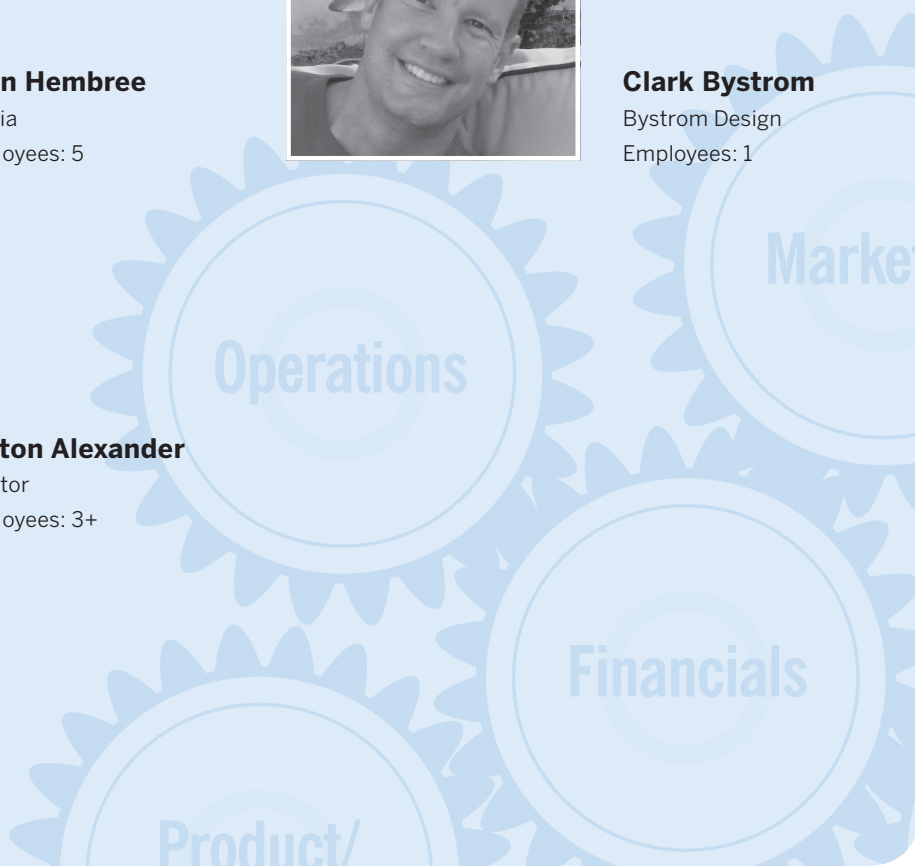 n Hembree
ia
oyees: 5
Clark Bystrom
Bystrom Design
Employees: 1
Market
Operations
ton Alexander
tor
oyees: 3+
Financials
Product/